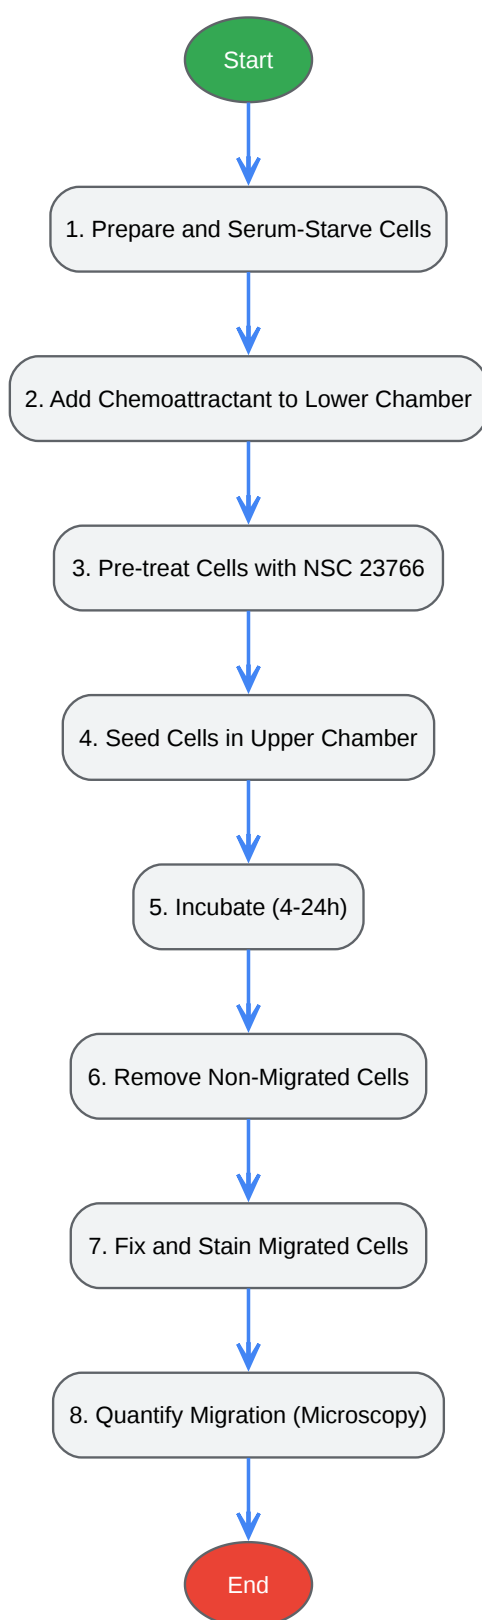 Start
1. Prepare and Serum-Starve Cells
2. Add Chemoattractant to Lower Chamber
3. Pre-treat Cells with NSC 23766
4. Seed Cells in Upper Chamber
5. Incubate (4-24h)
6. Remove Non-Migrated Cells
7. Fix and Stain Migrated Cells
8. Quantify Migration (Microscopy)
End